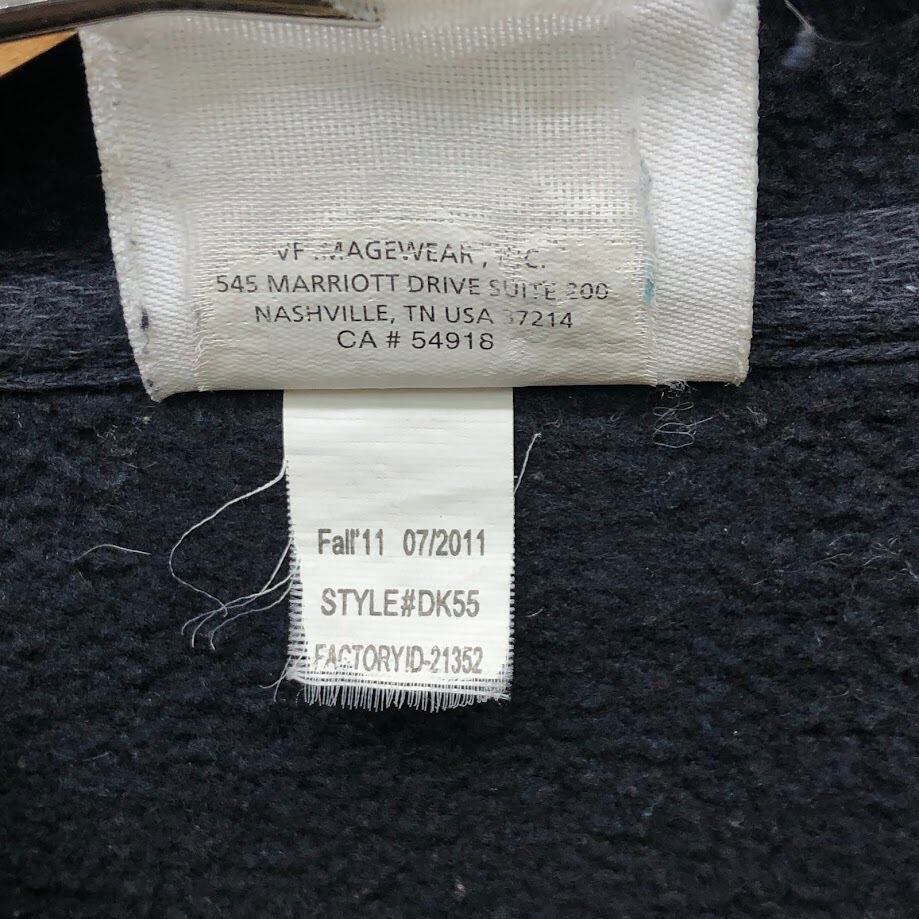 VF IMAGEWEAR, INC.
545 MARRIOTT DRIVE SUITE 200
NASHVILLE, TN USA 37214
CA # 54918
Fall'11 07/2011
STYLE#DK55
FACTORYID-21352